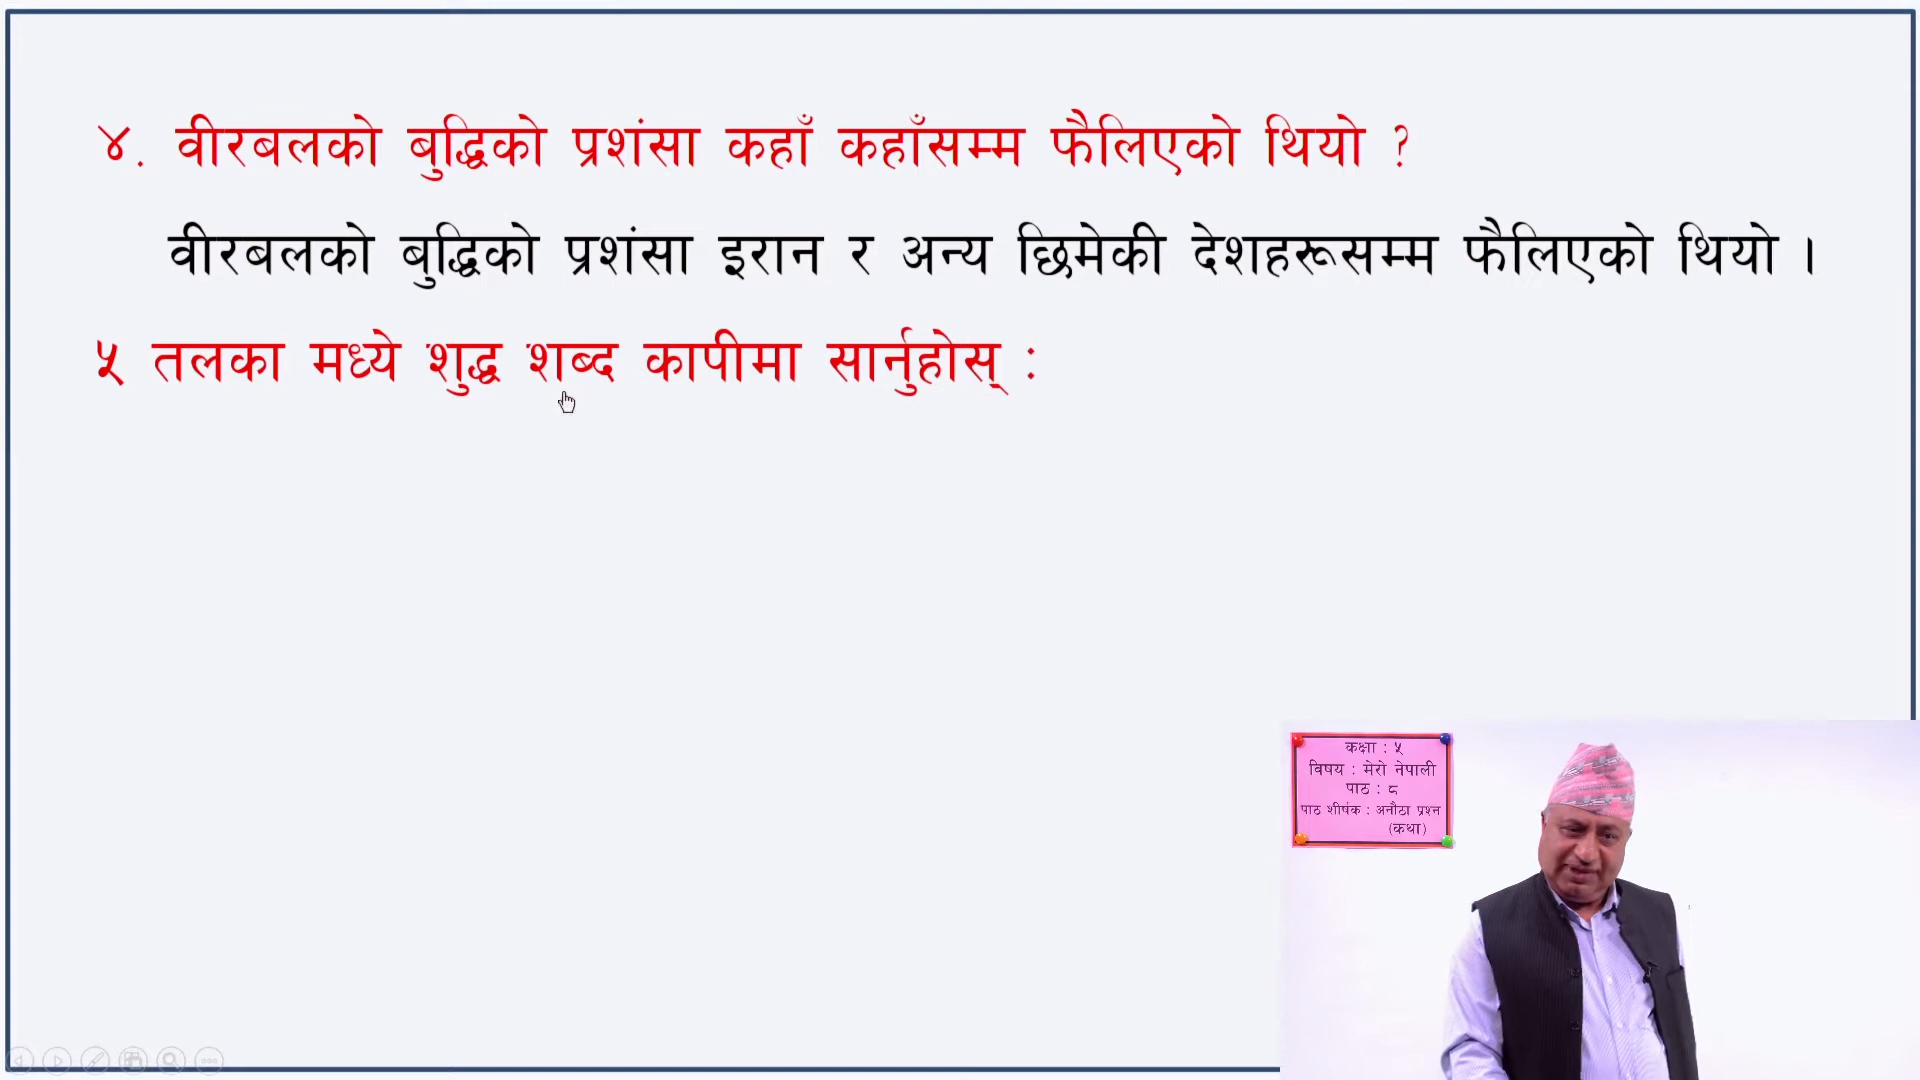 ४. वीरबलको बुद्धिको प्रशंसा कहाँ कहाँसम्म फैलिएको थियो ?
वीरबलको बुद्धिको प्रशंसा इरान र अन्य छिमेकी देशहरूसम्म फैलिएको थियो ।
५ तलका मध्ये शुद्ध शब्द कापीमा सार्नुहोस् :
कक्षा : ५
विषय : मेरो नेपाली
पाठ : ८
पाठ शीर्षक : अनौठा प्रश्न
(कथा)